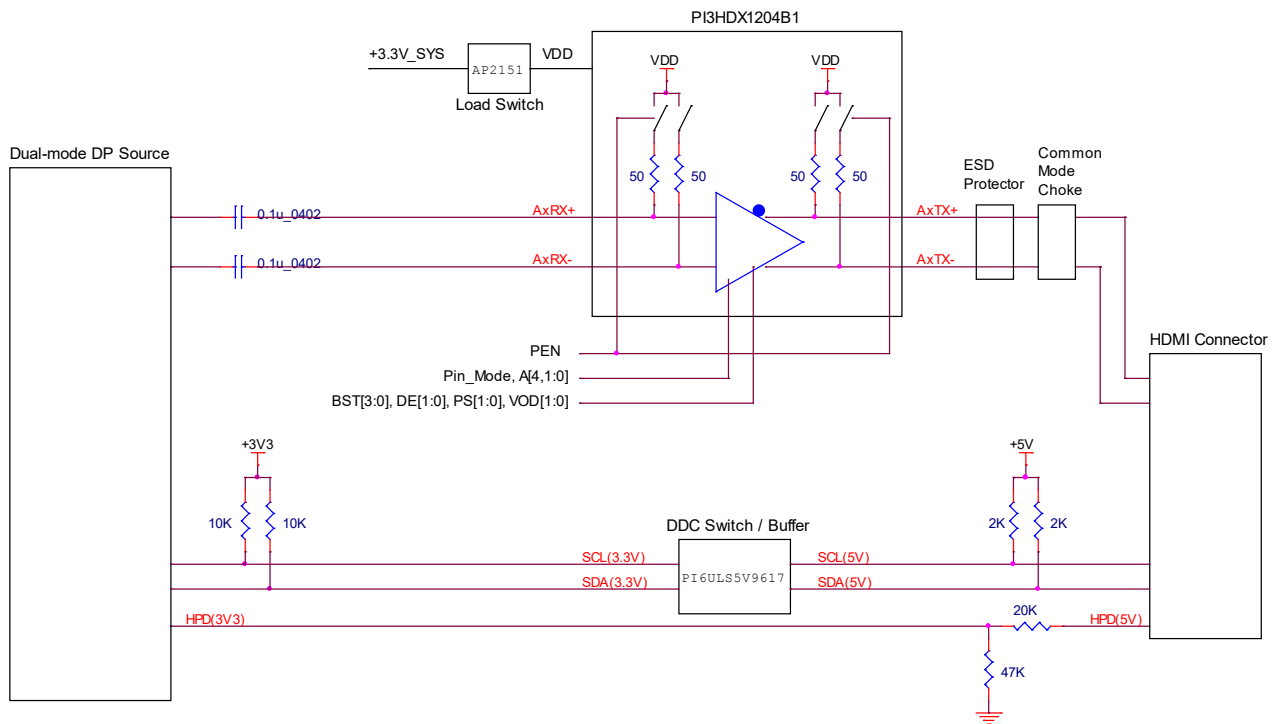 PI3HDX1204B1
+3.3V_SYS
VDD
AP2151
Load Switch
VDD
VDD
Dual-mode DP Source
50
50
50
50
ESD
Protector
Common
Mode
Choke
0.1u_0402
AxRX+
AxTX+
0.1u_0402
AxRX-
AxTX-
HDMI Connector
PEN
Pin_Mode, A[4,1:0]
BST[3:0], DE[1:0], PS[1:0], VOD[1:0]
+3V3
+5V
10K
10K
DDC Switch / Buffer
2K
2K
SCL(3.3V)
SCL(5V)
PI6ULS5V9617
SDA(3.3V)
SDA(5V)
HPD(3V3)
20K
HPD(5V)
47K